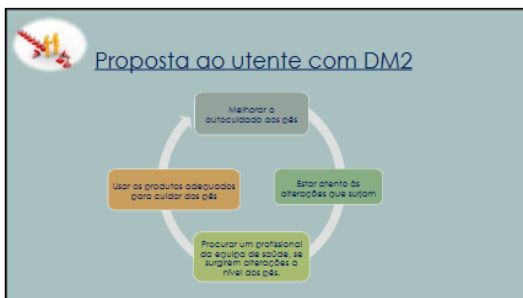 Proposta ao utente com DM2
Melhorar o
autocuidado aos pés
Estar atento às
alterações que surjam
Procurar um profissional
da equipa de saúde, se
surgirem alterações a
nível dos pés.
Usar os produtos adequados
para cuidar dos pés